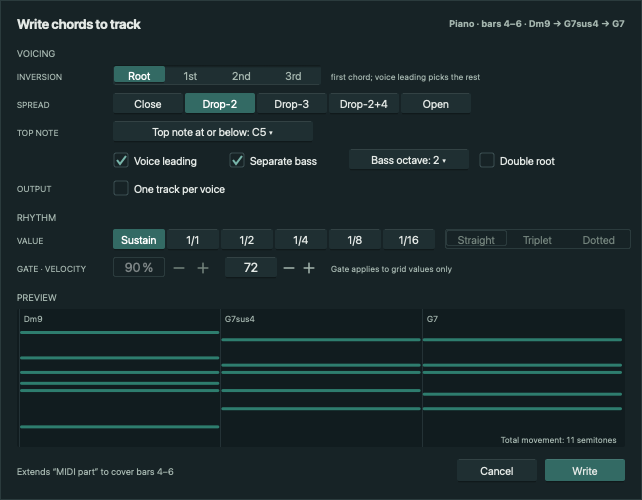 Write chords to track
Piano · bars 4–6 · Dm9 → G7sus4 → G7
VOICING
INVERSION Root 1st 2nd 3rd first chord; voice leading picks the rest
SPREAD Close Drop-2 Drop-3 Drop-2+4 Open
TOP NOTE Top note at or below: C5 ▾
Voice leading Separate bass Bass octave: 2 ▾ Double root
OUTPUT One track per voice
RHYTHM
VALUE Sustain 1/1 1/2 1/4 1/8 1/16 Straight Triplet Dotted
GATE · VELOCITY 90 % − + 72 − + Gate applies to grid values only
PREVIEW
Dm9 G7sus4 G7
Total movement: 11 semitones
Extends “MIDI part” to cover bars 4–6 Cancel Write